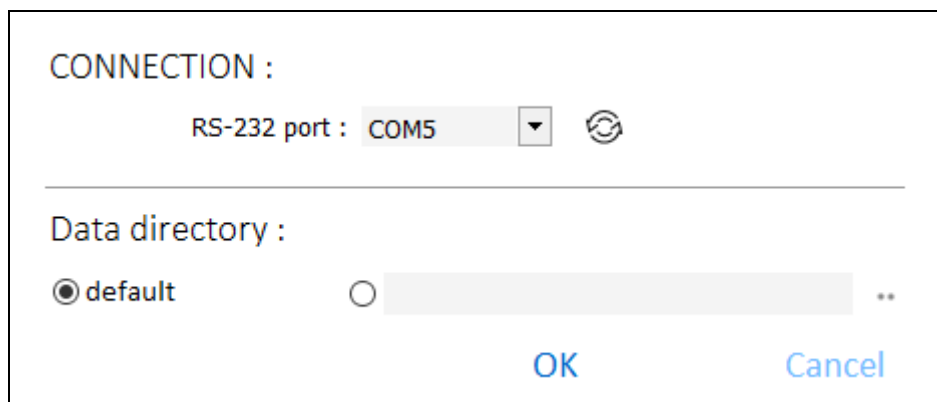 CONNECTION :
RS-232 port : COM5
Data directory :
default
..
OK Cancel